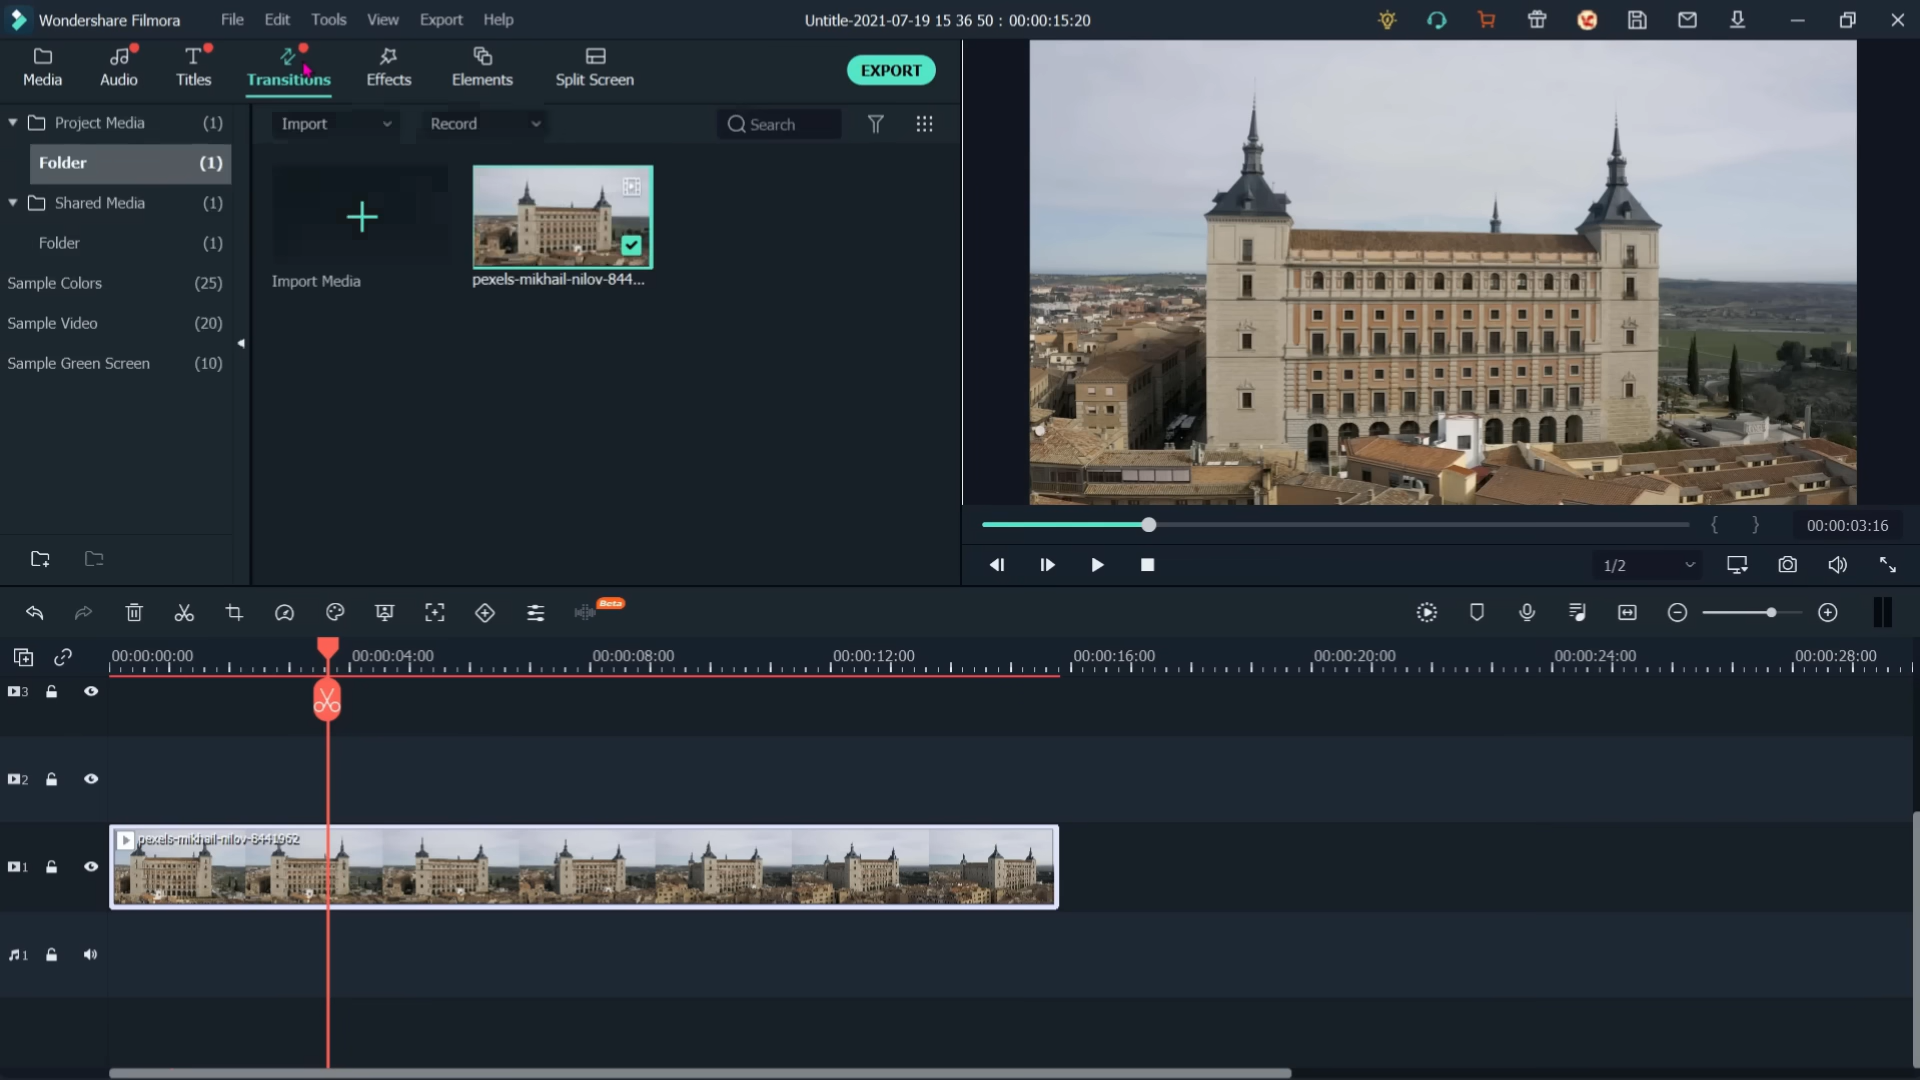 Wondershare Filmora File Edit Tools View Export Help Untitle-2021-07-19 15 36 50 : 00:00:15:20
Media Audio Titles Transitions Effects Elements Split Screen EXPORT
Project Media (1)
Import Record Search
Folder (1)
Shared Media (1)
Folder (1)
Sample Colors (25)
Sample Video (20)
Sample Green Screen (10)
Import Media pexels-mikhail-nilov-844...
{ } 00:00:03:16
1/2
Beta
00:00:00:00 00:00:04:00 00:00:08:00 00:00:12:00 00:00:16:00 00:00:20:00 00:00:24:00 00:00:28:00
3
2
pexels-mikhail-nilov-8441962
1
1